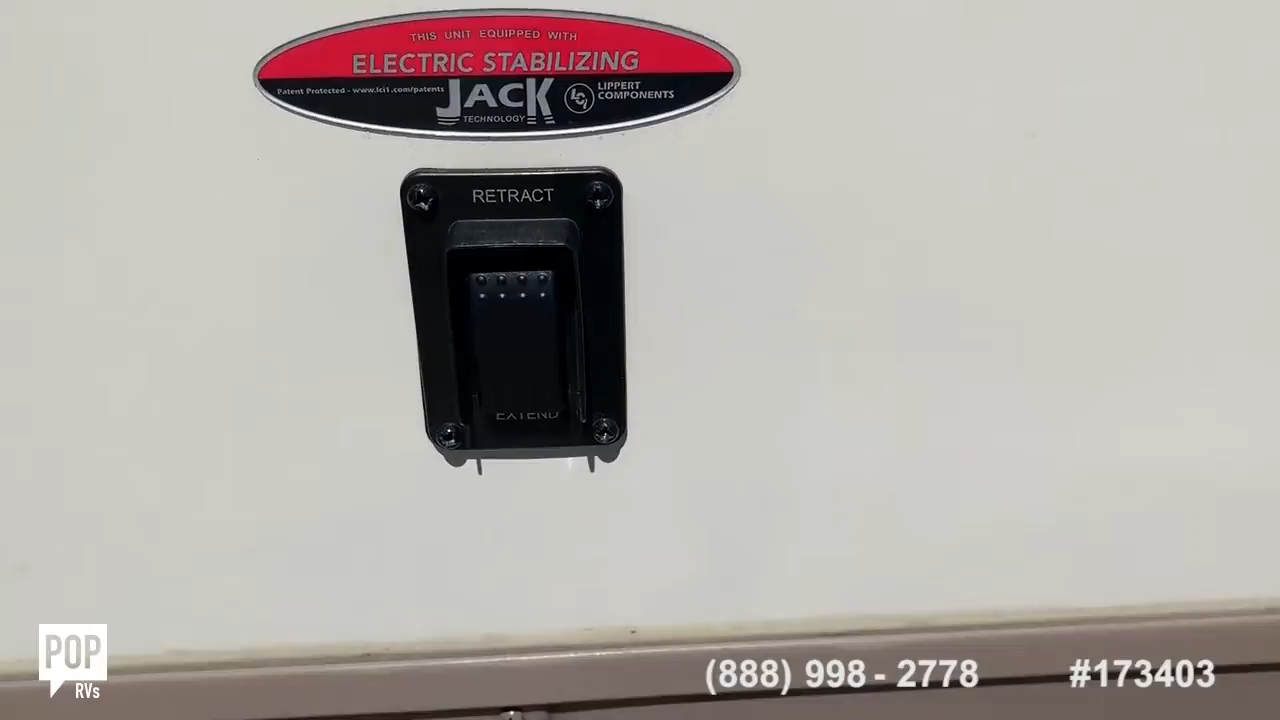 THIS UNIT EQUIPPED WITH
ELECTRIC STABILIZING
Patent Protected - www.lci1.com/patents
JACK
TECHNOLOGY
LCI
LIPPERT
COMPONENTS
RETRACT
EXTEND
POP
RVs
(888) 998 - 2778
#173403